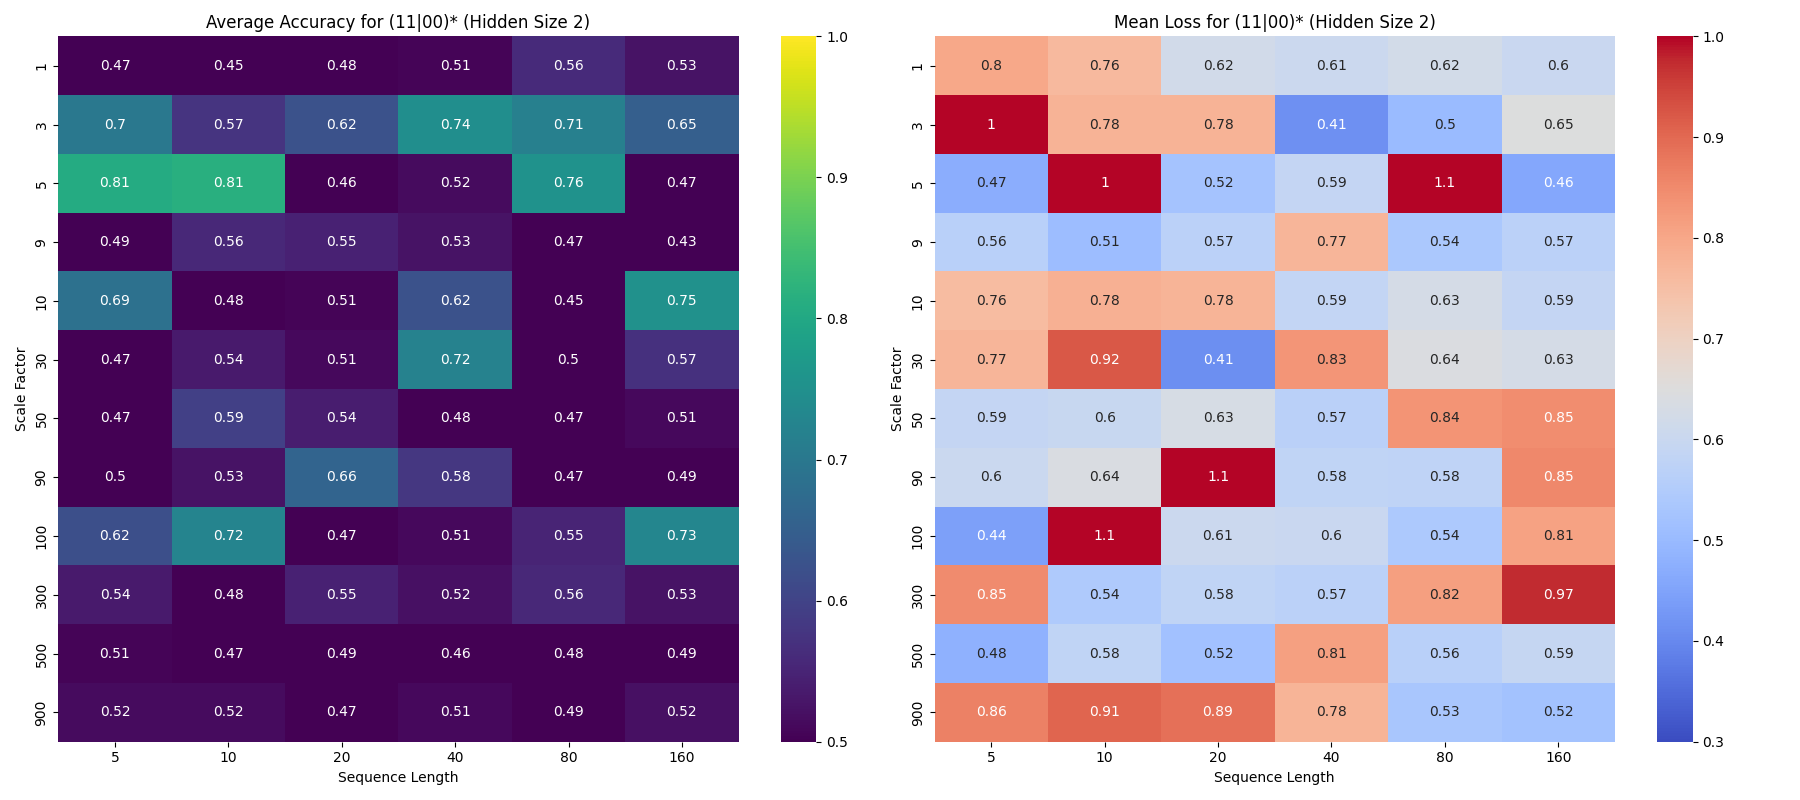 Average Accuracy for (11|00)* (Hidden Size 2)
Scale Factor
1 0.47 0.45 0.48 0.51 0.56 0.53
3 0.7 0.57 0.62 0.74 0.71 0.65
5 0.81 0.81 0.46 0.52 0.76 0.47
9 0.49 0.56 0.55 0.53 0.47 0.43
10 0.69 0.48 0.51 0.62 0.45 0.75
30 0.47 0.54 0.51 0.72 0.5 0.57
50 0.47 0.59 0.54 0.48 0.47 0.51
90 0.5 0.53 0.66 0.58 0.47 0.49
100 0.62 0.72 0.47 0.51 0.55 0.73
300 0.54 0.48 0.55 0.52 0.56 0.53
500 0.51 0.47 0.49 0.46 0.48 0.49
900 0.52 0.52 0.47 0.51 0.49 0.52
5 10 20 40 80 160
Sequence Length
1.0
0.9
0.8
0.7
0.6
0.5
Mean Loss for (11|00)* (Hidden Size 2)
Scale Factor
1 0.8 0.76 0.62 0.61 0.62 0.6
3 1 0.78 0.78 0.41 0.5 0.65
5 0.47 1 0.52 0.59 1.1 0.46
9 0.56 0.51 0.57 0.77 0.54 0.57
10 0.76 0.78 0.78 0.59 0.63 0.59
30 0.77 0.92 0.41 0.83 0.64 0.63
50 0.59 0.6 0.63 0.57 0.84 0.85
90 0.6 0.64 1.1 0.58 0.58 0.85
100 0.44 1.1 0.61 0.6 0.54 0.81
300 0.85 0.54 0.58 0.57 0.82 0.97
500 0.48 0.58 0.52 0.81 0.56 0.59
900 0.86 0.91 0.89 0.78 0.53 0.52
5 10 20 40 80 160
Sequence Length
1.0
0.9
0.8
0.7
0.6
0.5
0.4
0.3